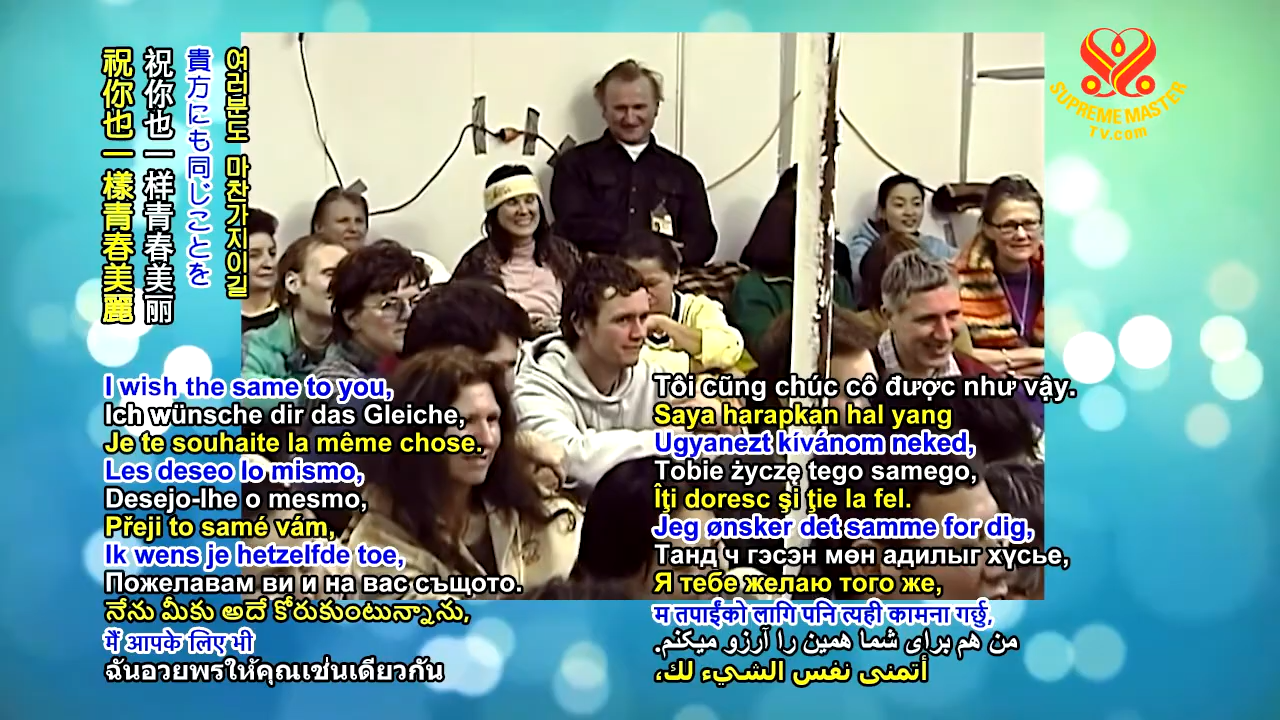 祝你也一樣青春美麗
祝你也一样青春美丽
貴方にも同じことを
여러분도 마찬가지이길
SUPREME MASTER
TV.com
I wish the same to you,
Ich wünsche dir das Gleiche,
Je te souhaite la même chose.
Les deseo lo mismo,
Desejo-lhe o mesmo,
Přeji to samé vám,
Ik wens je hetzelfde toe,
Пожелавам ви и на вас същото.
నేను మీకు అదే కోరుకుంటున్నాను,
मैं आपके लिए भी
ฉันอวยพรให้คุณเช่นเดียวกัน
Tôi cũng chúc cô được như vậy.
Saya harapkan hal yang
Ugyanezt kívánom neked,
Tobie życzę tego samego,
Îţi doresc şi ţie la fel.
Jeg ønsker det samme for dig,
Танд ч гэсэн мөн адилыг хүсье,
Я тебе желаю того же,
म तपाईंको लागि पनि त्यही कामना गर्छु,
من هم برای شما همین را آرزو میکنم.
أتمنى نفس الشيء لك،